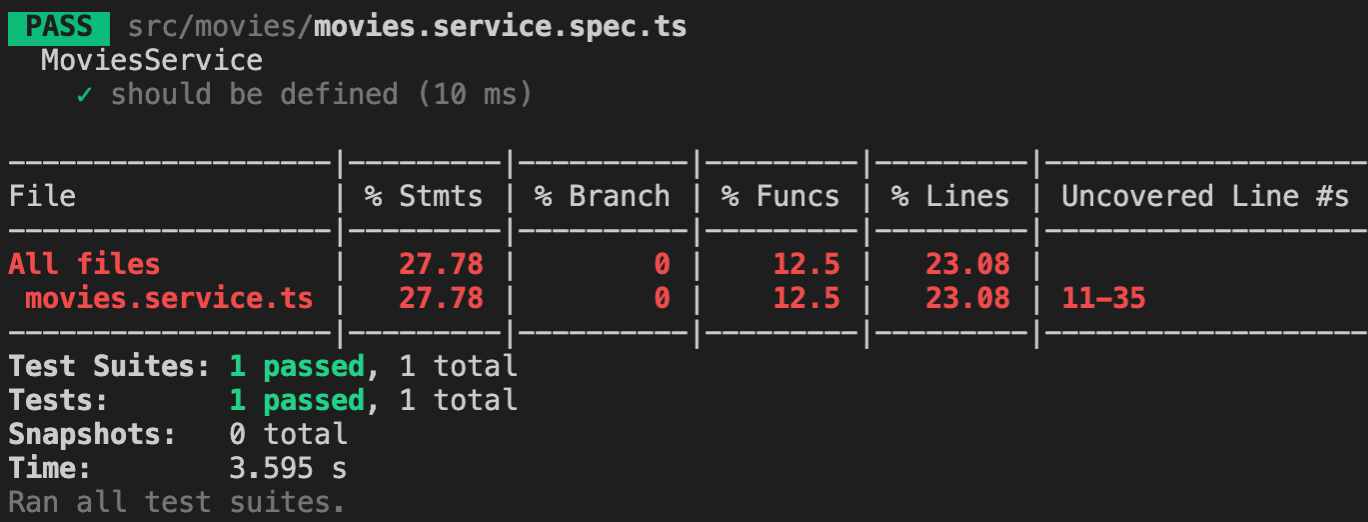 PASS src/movies/movies.service.spec.ts
MoviesService
✓ should be defined (10 ms)
-------------------|---------|----------|---------|---------|-------------------
File | % Stmts | % Branch | % Funcs | % Lines | Uncovered Line #s
-------------------|---------|----------|---------|---------|-------------------
All files | 27.78 | 0 | 12.5 | 23.08 |
movies.service.ts | 27.78 | 0 | 12.5 | 23.08 | 11-35
-------------------|---------|----------|---------|---------|-------------------
Test Suites: 1 passed, 1 total
Tests: 1 passed, 1 total
Snapshots: 0 total
Time: 3.595 s
Ran all test suites.